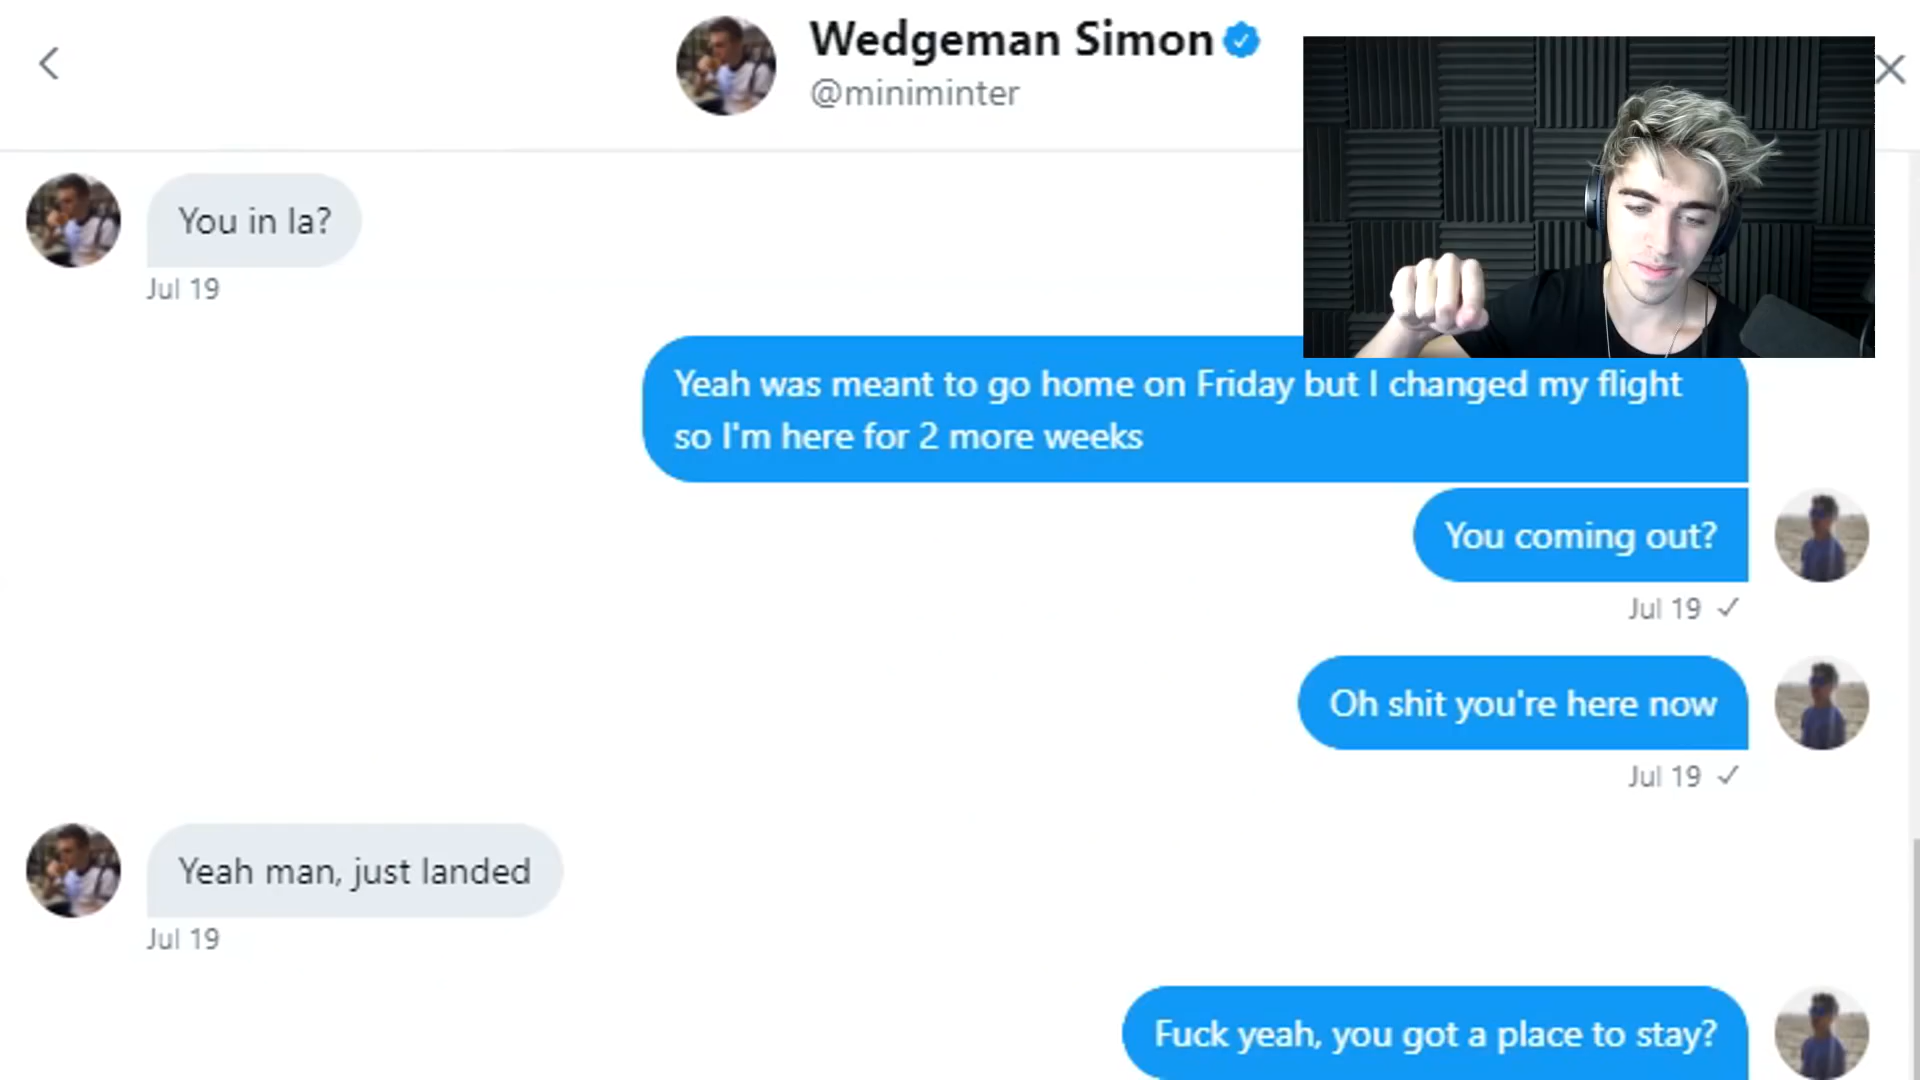 Wedgeman Simon
@miniminter
You in la?
Jul 19
Yeah was meant to go home on Friday but I changed my flight
so I'm here for 2 more weeks
You coming out?
Jul 19 ✓
Oh shit you're here now
Jul 19 ✓
Yeah man, just landed
Jul 19
Fuck yeah, you got a place to stay?